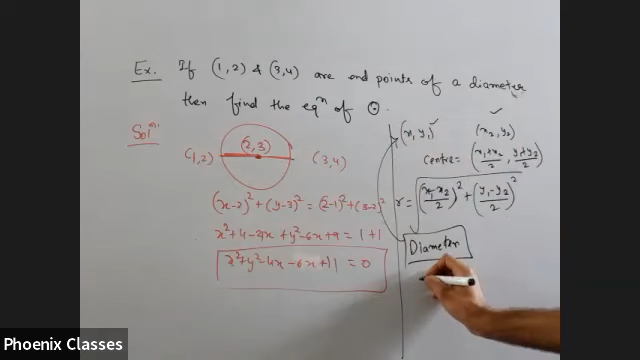 Ex. If (1,2) & (3,4) are end points of a diameter
then find the eqⁿ of ⊙.
Solⁿ.
(2,3)
(1,2) (3,4)
(x-2)² + (y-3)² = (2-1)² + (3-2)²
x² + 4 - 4x + y² - 6x + 9 = 1 + 1
x² + y² - 4x - 6x + 11 = 0
(x, y₁) ✓ (x₂, y₂) ✓
Centre = (x₁+x₂/2, y₁+y₂/2)
r = √(x₁-x₂/2)² + (y₁-y₂/2)²
Diameter
Phoenix Classes